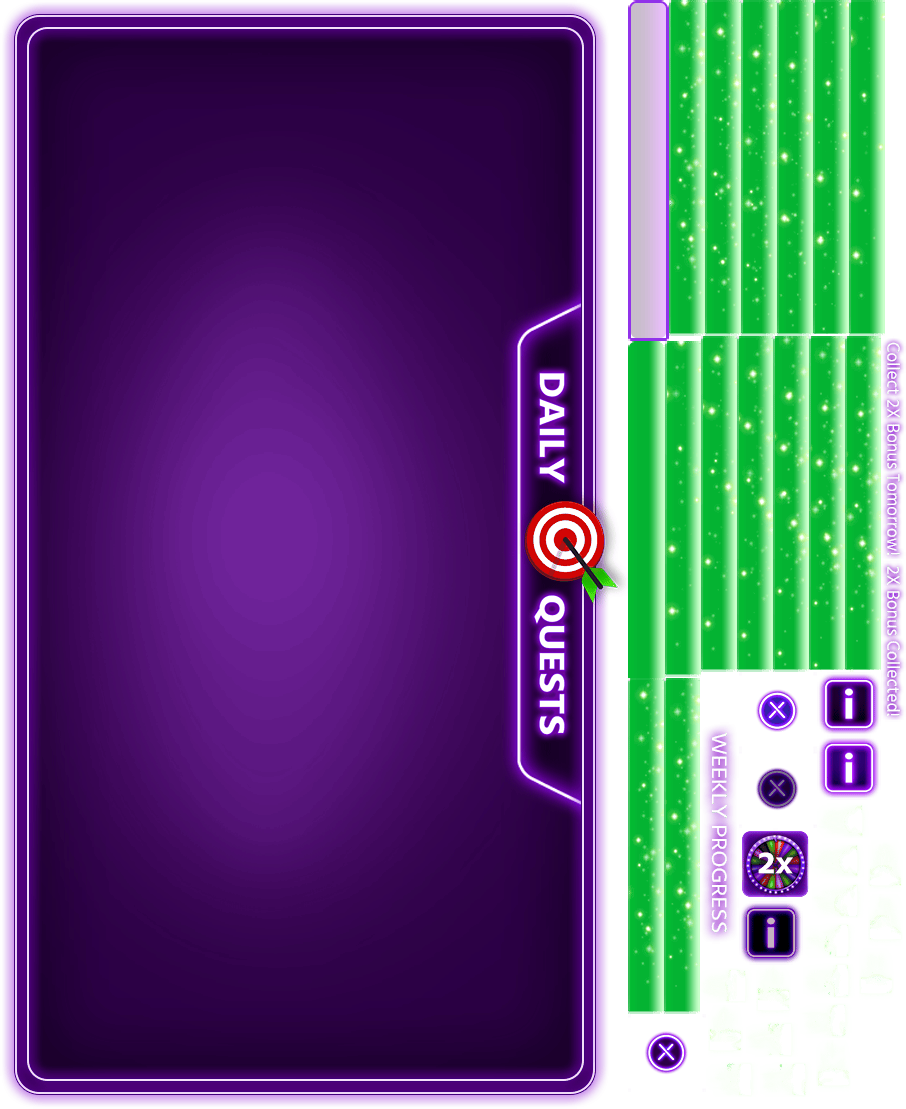 DAILY QUESTS
Collect 2X Bonus Tomorrow!
2X Bonus Collected!
WEEKLY PROGRESS
i
i
2x
i